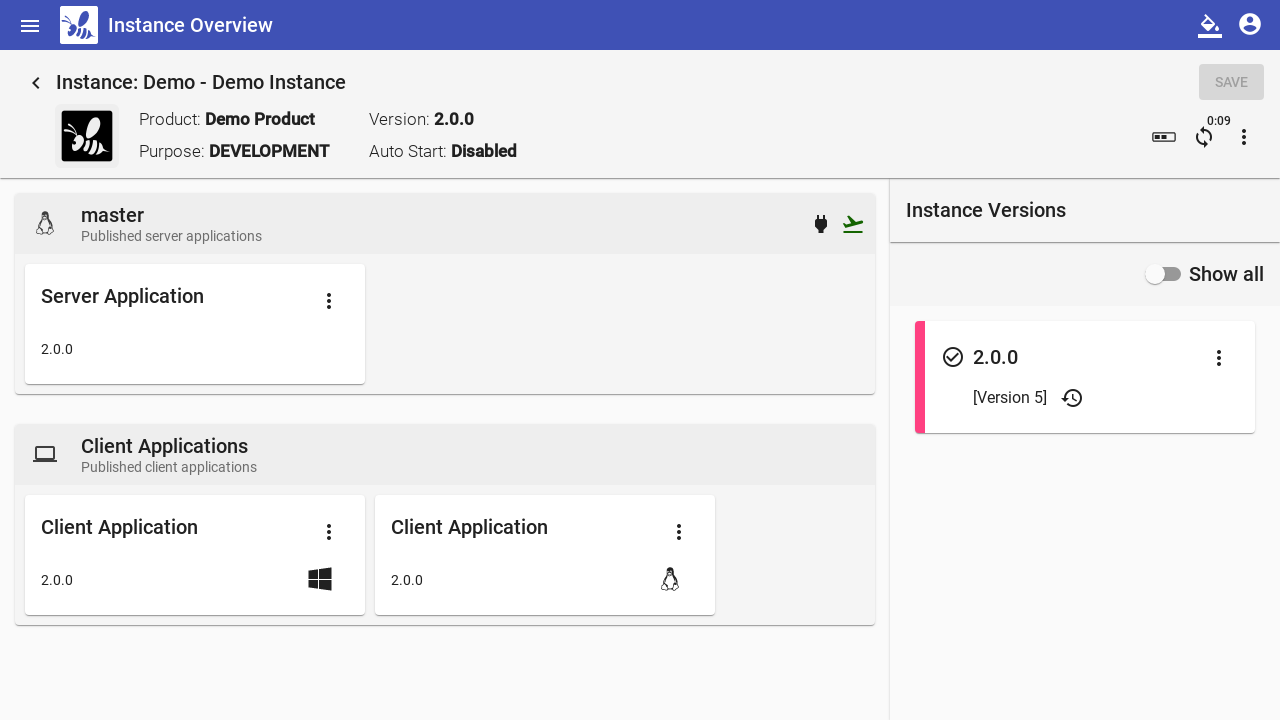 Instance Overview
Instance: Demo - Demo Instance
SAVE
Product: Demo Product
Version: 2.0.0
0:09
Purpose: DEVELOPMENT
Auto Start: Disabled
master
Published server applications
Server Application
2.0.0
Client Applications
Published client applications
Client Application
2.0.0
Client Application
2.0.0
Instance Versions
Show all
2.0.0
[Version 5]